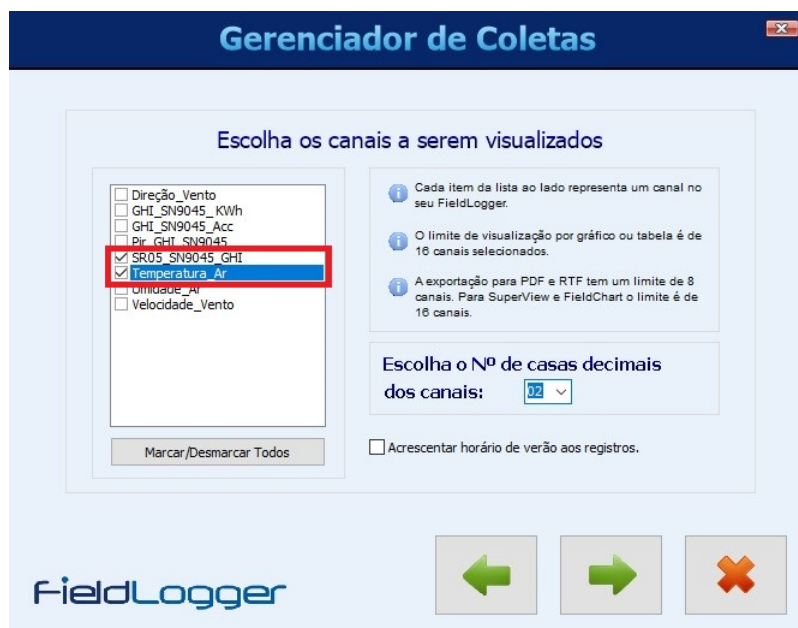 Gerenciador de Coletas
Escolha os canais a serem visualizados
Direção_Vento
GHI_SN9045_KWh
GHI_SN9045_Acc
Pir_GHI_SN9045
SR05_SN9045_GHI
Temperatura_Ar
Umidade_Ar
Velocidade_Vento
Marcar/Desmarcar Todos
Cada item da lista ao lado representa um canal no
seu FieldLogger.
O limite de visualização por gráfico ou tabela é de
16 canais selecionados.
A exportação para PDF e RTF tem um limite de 8
canais. Para SuperView e FieldChart o limite é de
16 canais.
Escolha o Nº de casas decimais
dos canais: 02
Acrescentar horário de verão aos registros.
FieldLogger